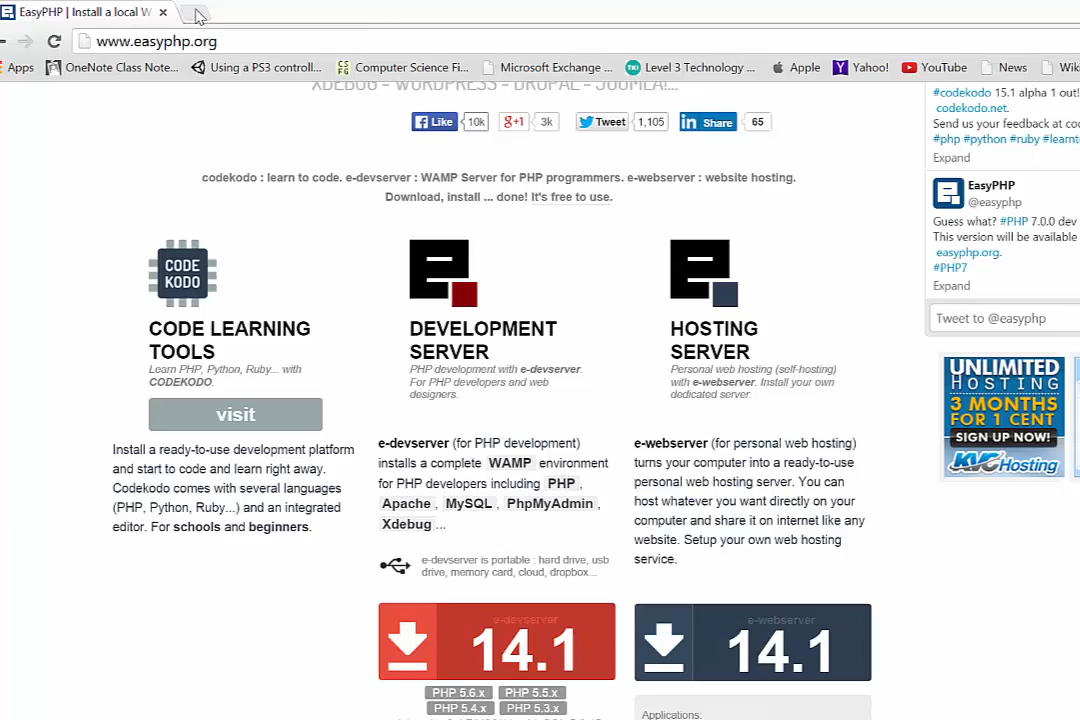 EasyPHP | Install a local W
www.easyphp.org
Apps
OneNote Class Note...
Using a PS3 controll...
Computer Science Fi...
Microsoft Exchange ...
Level 3 Technology ...
Apple
Yahoo!
YouTube
News
Wik
XDEBUG - WORDPRESS - DRUPAL - JOOMLA!...
Like 10k
g+1 3k
Tweet 1,105
in Share 65
codekodo : learn to code. e-devserver : WAMP Server for PHP programmers. e-webserver : website hosting.
Download, install ... done! It's free to use.
CODE
KODO
CODE LEARNING
TOOLS
Learn PHP, Python, Ruby... with
CODEKODO.
visit
Install a ready-to-use development platform
and start to code and learn right away.
Codekodo comes with several languages
(PHP, Python, Ruby...) and an integrated
editor. For schools and beginners.
e
DEVELOPMENT
SERVER
PHP development with e-devserver.
For PHP developers and web
designers.
e-devserver (for PHP development)
installs a complete WAMP environment
for PHP developers including PHP ,
Apache , MySQL , PhpMyAdmin ,
Xdebug ...
e-devserver is portable : hard drive, usb
drive, memory card, cloud, dropbox...
e-devserver
14.1
PHP 5.6.x PHP 5.5.x
PHP 5.4.x PHP 5.3.x
e
HOSTING
SERVER
Personal web hosting (self-hosting)
with e-webserver. Install your own
dedicated server.
e-webserver (for personal web hosting)
turns your computer into a ready-to-use
personal web hosting server. You can
host whatever you want directly on your
computer and share it on internet like any
website. Setup your own web hosting
service.
e-webserver
14.1
Applications:
#codekodo 15.1 alpha 1 out!
codekodo.net.
Send us your feedback at co
#php #python #ruby #learnt
Expand
EasyPHP
@easyphp
Guess what? #PHP 7.0.0 dev
This version will be available
easyphp.org.
#PHP7
Expand
Tweet to @easyphp
UNLIMITED
HOSTING
3 MONTHS
FOR 1 CENT
SIGN UP NOW!
KVCHosting